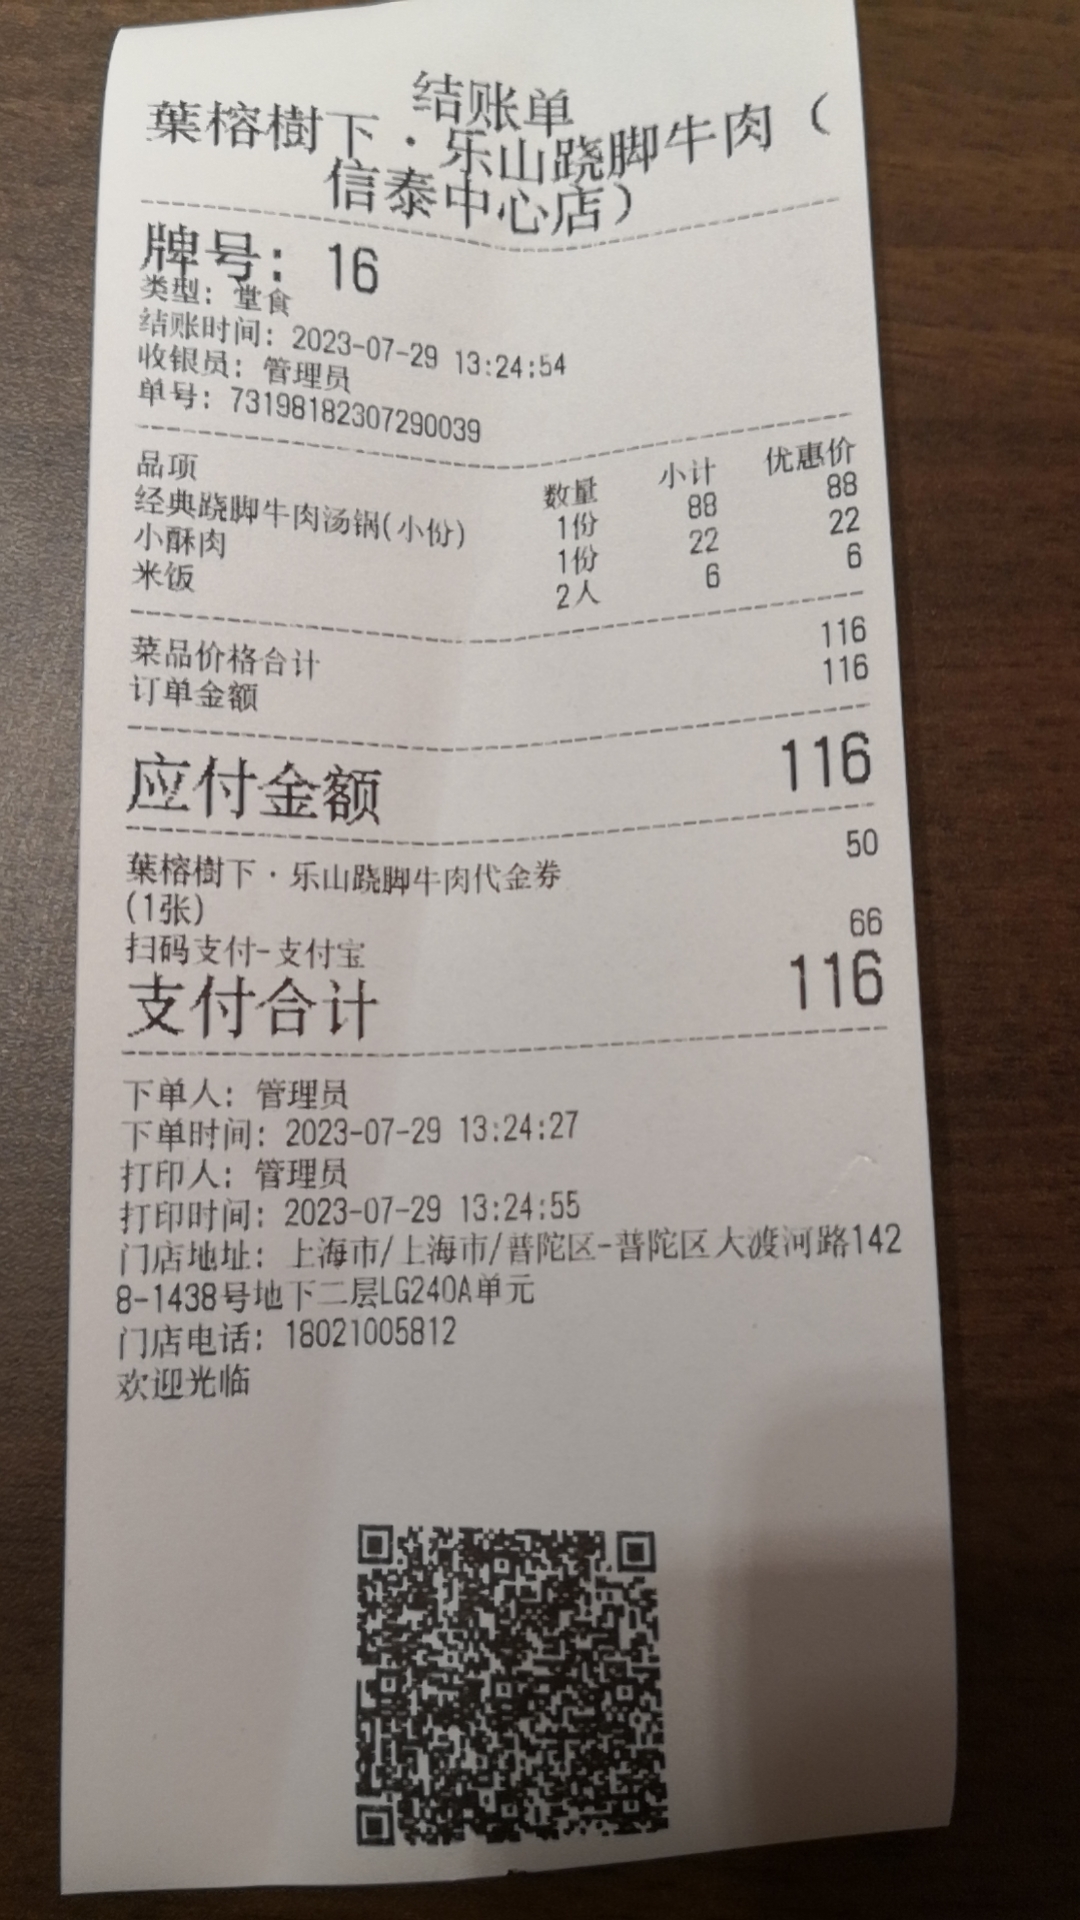 结账单
葉榕樹下·乐山跷脚牛肉（
信泰中心店）
牌号: 16
类型: 堂食
结账时间: 2023-07-29 13:24:54
收银员: 管理员
单号: 73198182307290039
品项 数量 小计 优惠价
经典跷脚牛肉汤锅(小份) 1份 88 88
小酥肉 1份 22 22
米饭 2人 6 6
菜品价格合计 116
订单金额 116
应付金额 116
葉榕樹下·乐山跷脚牛肉代金券 50
(1张)
扫码支付-支付宝 66
支付合计 116
下单人: 管理员
下单时间: 2023-07-29 13:24:27
打印人: 管理员
打印时间: 2023-07-29 13:24:55
门店地址: 上海市/上海市/普陀区-普陀区大渡河路142
8-1438号地下二层LG240A单元
门店电话: 18021005812
欢迎光临